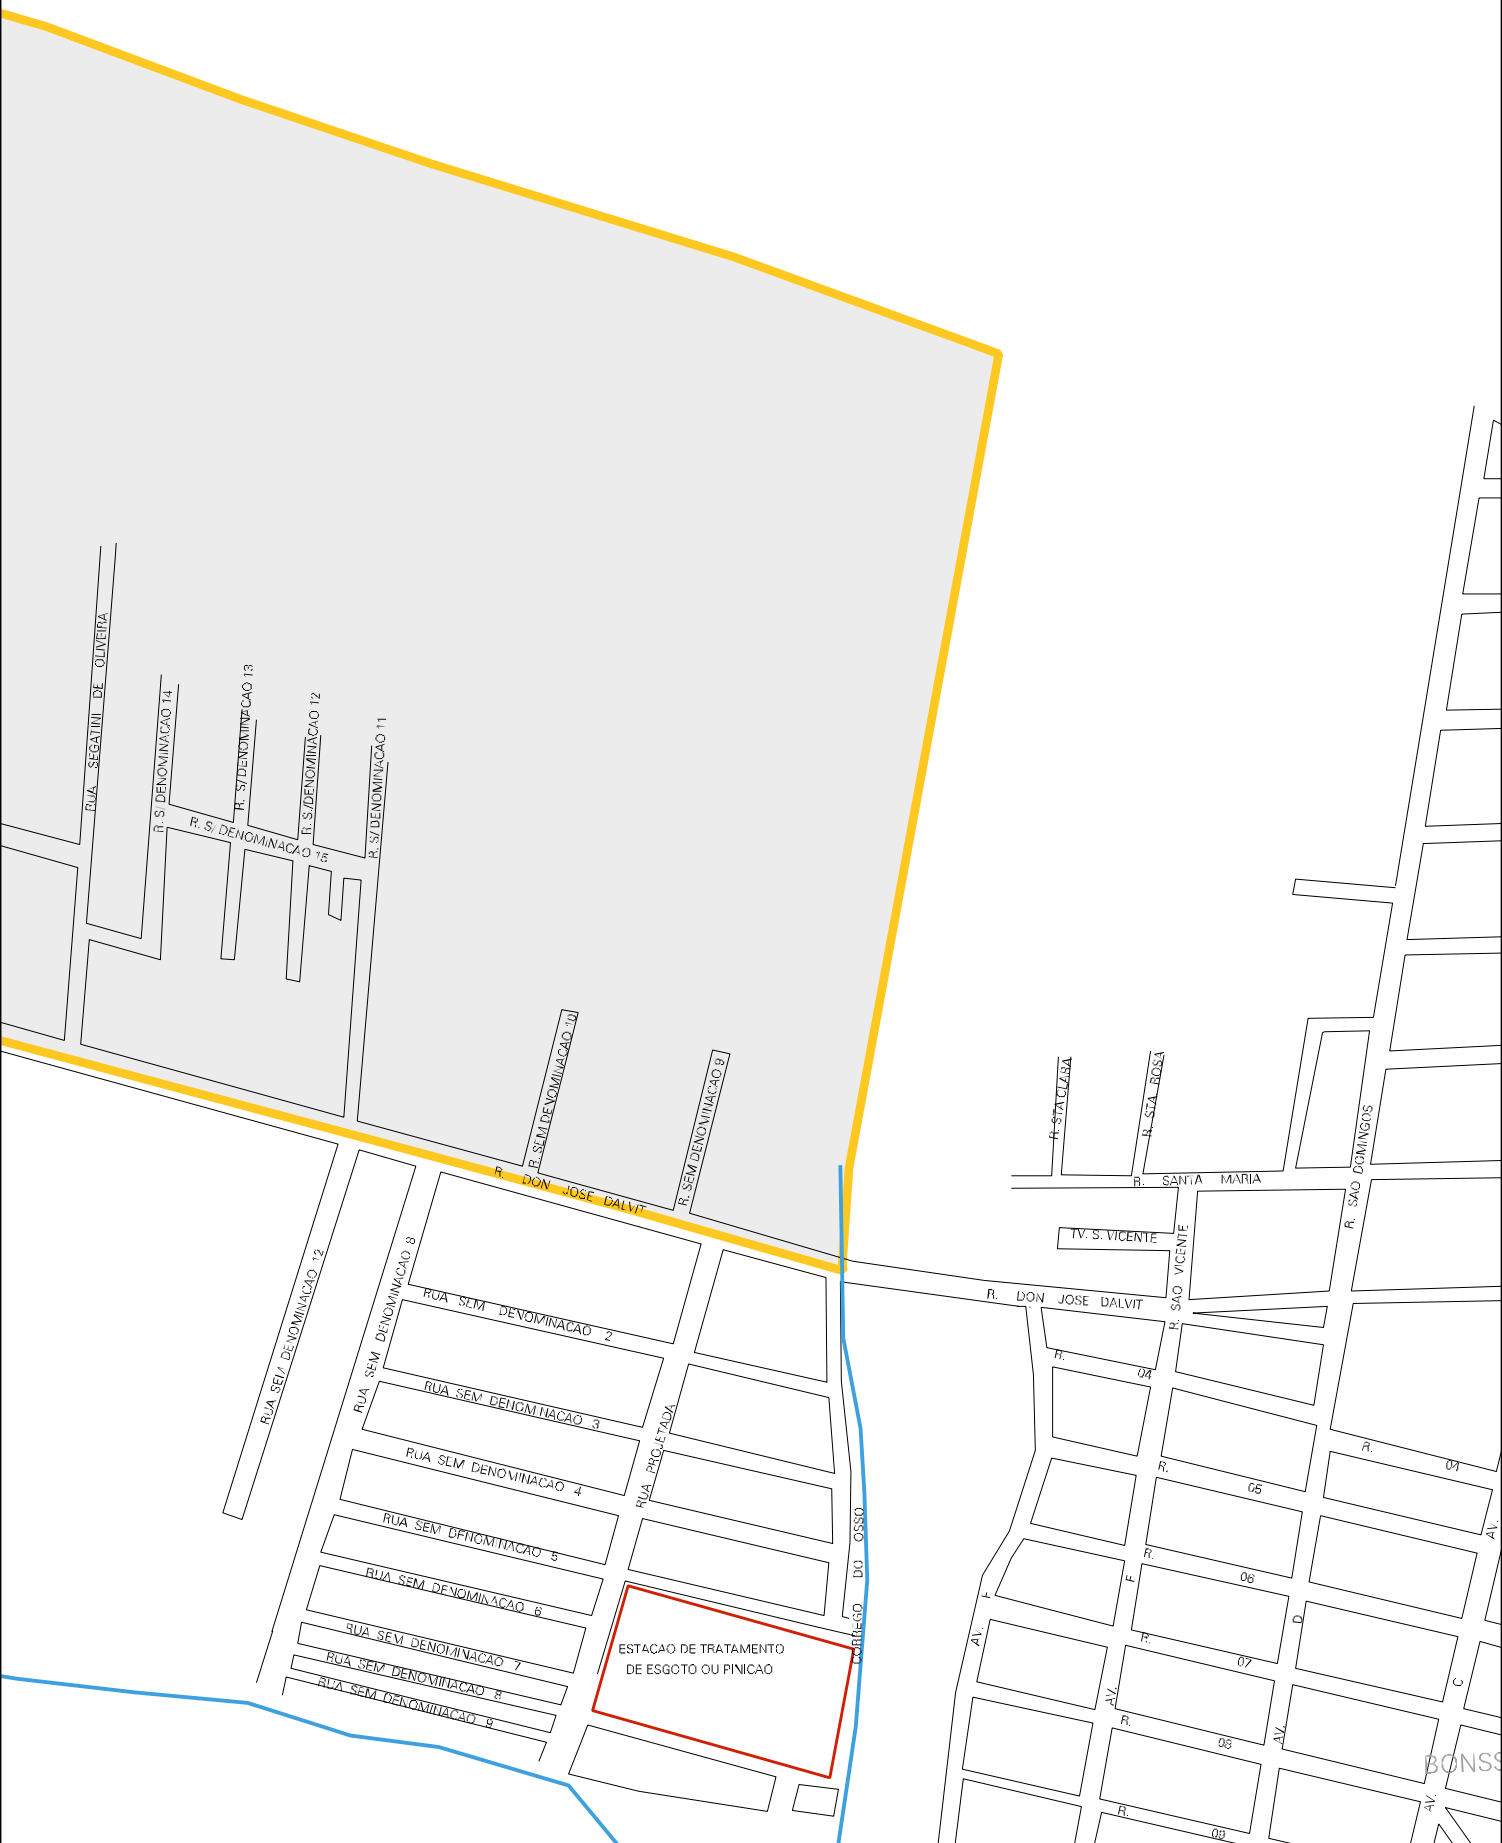 RUA SEGATINI DE OLIVEIRA
R. S/ DENOMINACAO 14
R. S/ DENOMINACAO 13
R. S./DENOMINACAO 12
R. S/ DENOMINACAO 11
R. S/ DENOMINACAO 15
R. SEM DENOMINACAO 10
R. SEM DENOMINACAO 9
R. DON JOSE DALVIT
R. STA CLARA
R. STA. ROSA
R. SANTA MARIA
R. SAO DOMINGOS
TV. S. VICENTE
R. SAO VICENTE
R. DON JOSE DALVIT
RUA SEM DENOMINACAO 12
RUA SEM DENOMINACAO 8
RUA SEM DENOMINACAO 2
RUA SEM DENOMINACAO 3
RUA SEM DENOMINACAO 4
RUA SEM DENOMINACAO 5
RUA SEM DENOMINACAO 6
RUA SEM DENOMINACAO 7
RUA SEM DENOMINACAO 8
RUA SEM DENOMINACAO 9
RUA PROJETADA
CORREGO DO OSSO
ESTACAO DE TRATAMENTO
DE ESGOTO OU PINICAO
R. 04
R. 04
R. 05
R. 06
R. 07
R. 08
R. 09
AV.
AV. F
AV. D
AV. C
AV.
BONSS